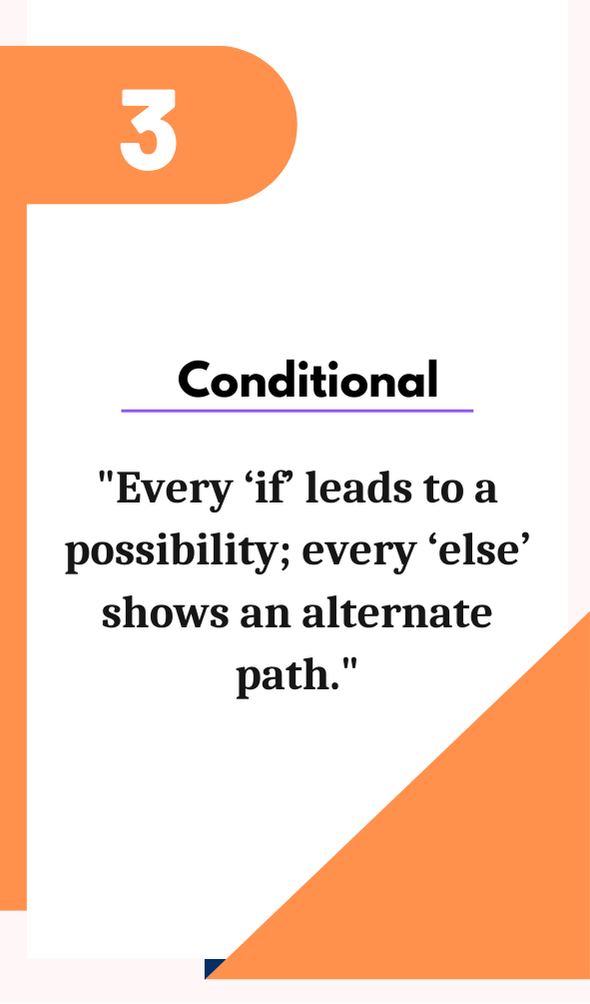 3
Conditional
"Every ‘if’ leads to a
possibility; every ‘else’
shows an alternate
path."